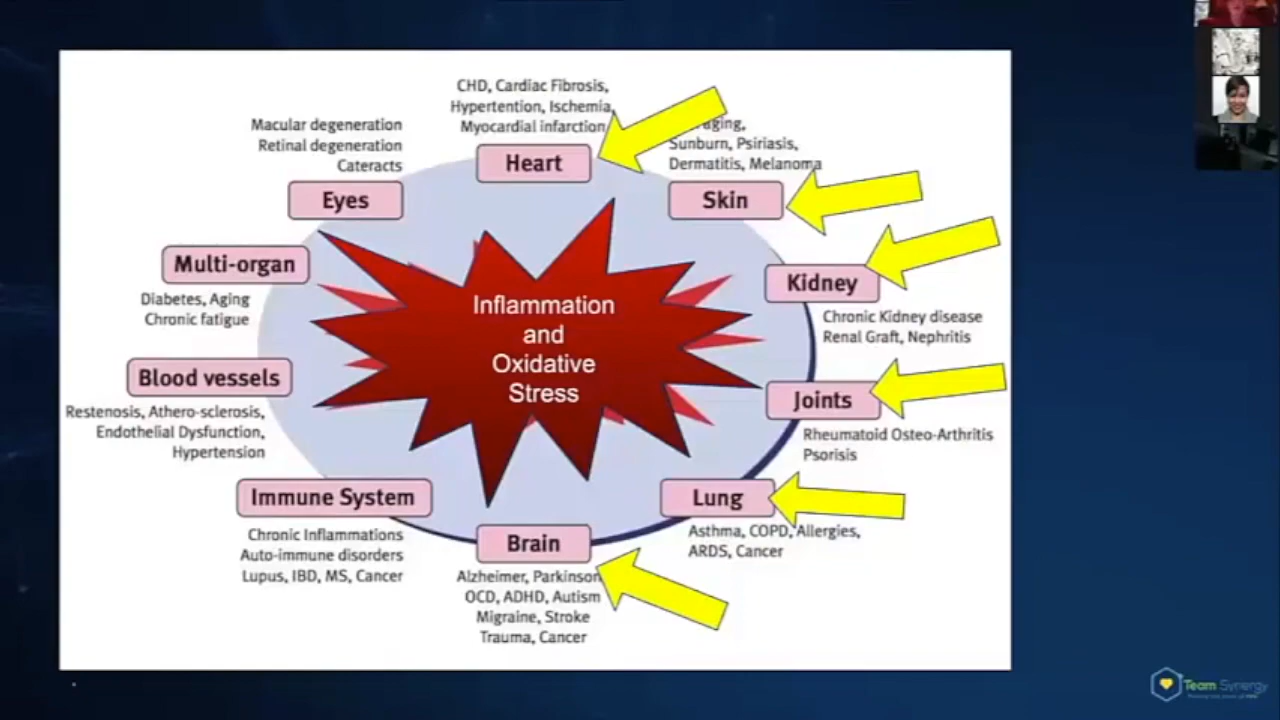 CHD, Cardiac Fibrosis,
Hypertention, Ischemia,
Myocardial infarction
Heart
aging,
Sunburn, Psiriasis,
Dermatitis, Melanoma
Skin
Kidney
Chronic Kidney disease
Renal Graft, Nephritis
Joints
Rheumatoid Osteo-Arthritis
Psorisis
Lung
Asthma, COPD, Allergies,
ARDS, Cancer
Brain
Alzheimer, Parkinson
OCD, ADHD, Autism
Migraine, Stroke
Trauma, Cancer
Immune System
Chronic Inflammations
Auto-immune disorders
Lupus, IBD, MS, Cancer
Blood vessels
Restenosis, Athero-sclerosis,
Endothelial Dysfunction,
Hypertension
Multi-organ
Diabetes, Aging
Chronic fatigue
Macular degeneration
Retinal degeneration
Cateracts
Eyes
Inflammation
and
Oxidative
Stress
Team Synergy